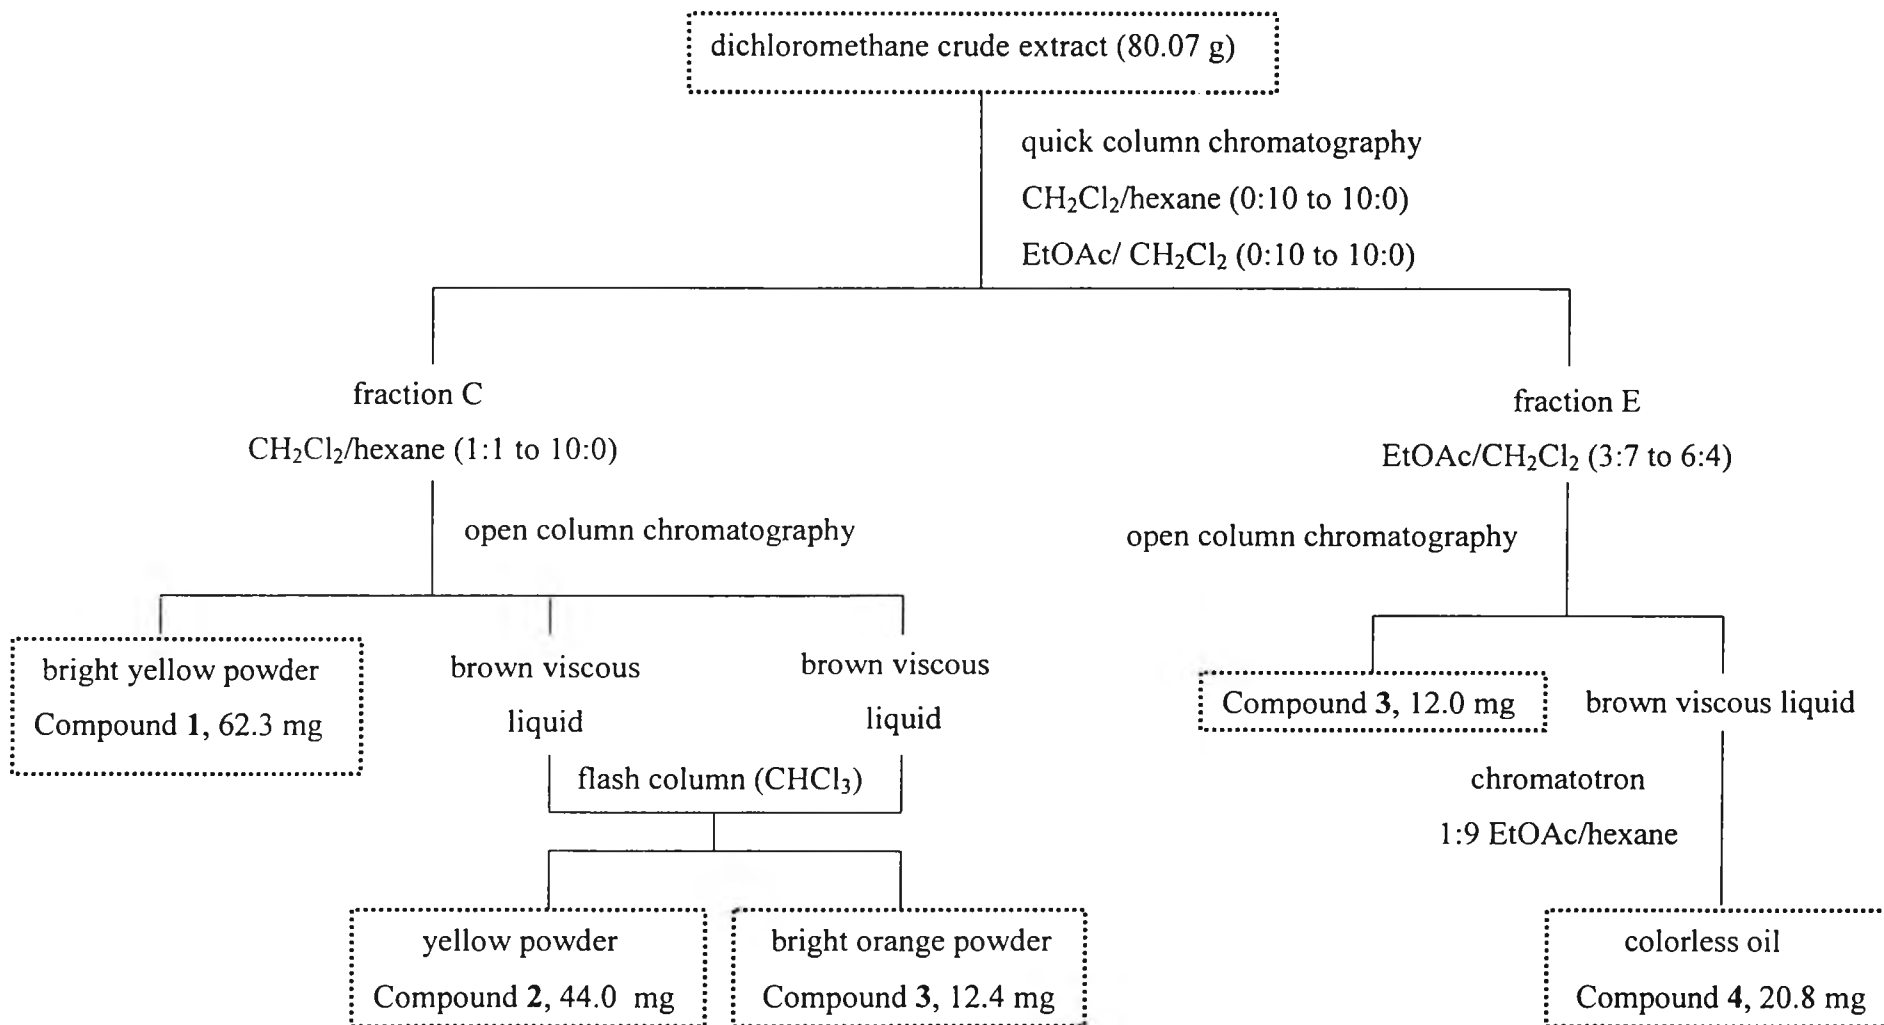 dichloromethane crude extract (80.07 g)
quick column chromatography
CH₂Cl₂/hexane (0:10 to 10:0)
EtOAc/ CH₂Cl₂ (0:10 to 10:0)
fraction C
CH₂Cl₂/hexane (1:1 to 10:0)
open column chromatography
bright yellow powder
Compound 1, 62.3 mg
brown viscous
liquid
brown viscous
liquid
flash column (CHCl₃)
yellow powder
Compound 2, 44.0 mg
bright orange powder
Compound 3, 12.4 mg
fraction E
EtOAc/CH₂Cl₂ (3:7 to 6:4)
open column chromatography
Compound 3, 12.0 mg
brown viscous liquid
chromatotron
1:9 EtOAc/hexane
colorless oil
Compound 4, 20.8 mg